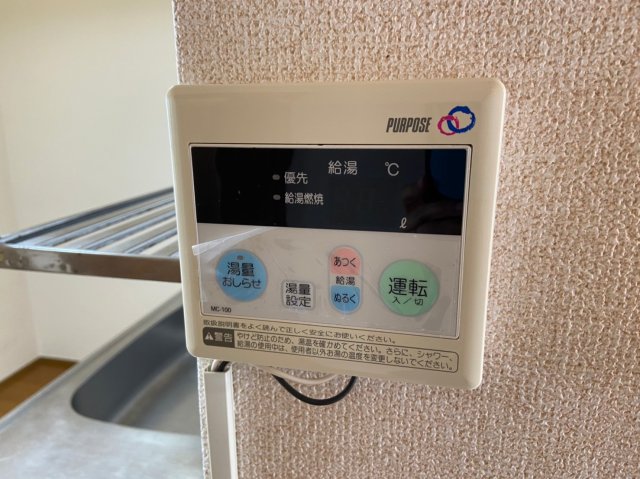 PURPOSE
給湯 ℃
優先
給湯燃焼
ℓ
湯量
おしらせ
湯量
設定
あつく
給湯
ぬるく
運転
入/切
MC-100
取扱説明書をよく読んで正しく安全にお使いください。
警告 やけど防止のため、湯温を確かめてください。さらに、シャワー、
給湯の使用中は、使用者以外お湯の温度を変更しないでください。